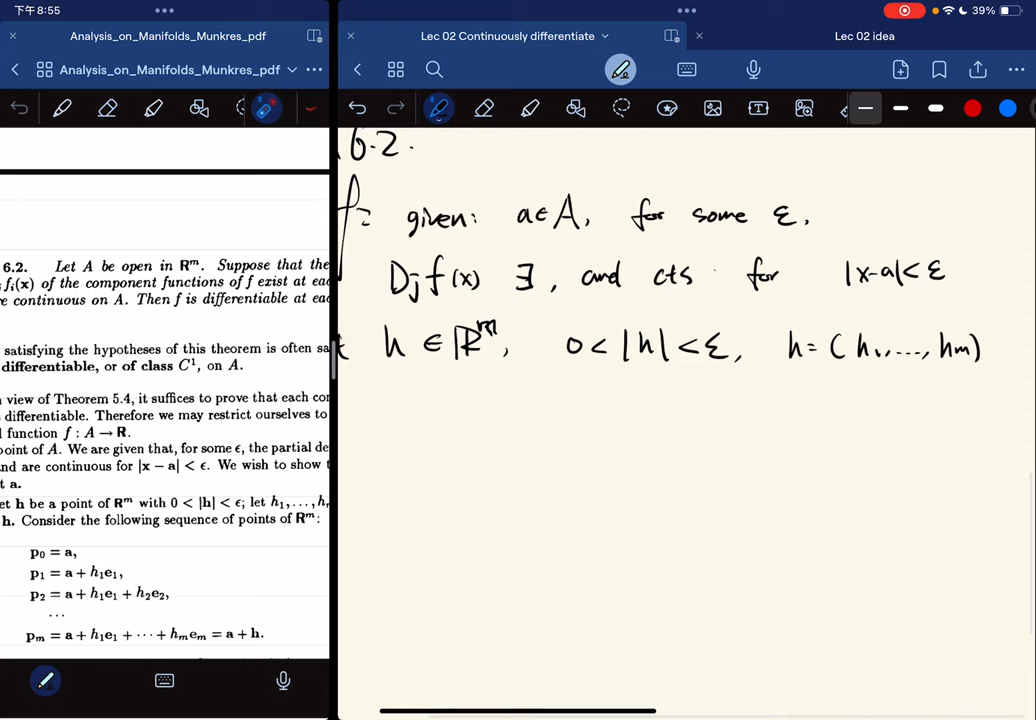 下午8:55
39%
Analysis_on_Manifolds_Munkres_pdf
Lec 02 Continuously differentiate
Lec 02 idea
Analysis_on_Manifolds_Munkres_pdf
6.2. Let A be open in Rᵐ. Suppose that the
fᵢ(x) of the component functions of f exist at ea
re continuous on A. Then f is differentiable at eac
satisfying the hypotheses of this theorem is often sa
differentiable, or of class C¹, on A.
view of Theorem 5.4, it suffices to prove that each con
differentiable. Therefore we may restrict ourselves to
function f : A → R.
point of A. We are given that, for some ϵ, the partial de
nd are continuous for |x − a| < ϵ. We wish to show t
t a.
et h be a point of Rᵐ with 0 < |h| < ϵ; let h₁, . . . , h
h. Consider the following sequence of points of Rᵐ:
p₀ = a,
p₁ = a + h₁e₁,
p₂ = a + h₁e₁ + h₂e₂,
. . .
pₘ = a + h₁e₁ + · · · + hₘeₘ = a + h.
6.2.
f: given: a∈A, for some ε.
Dⱼf(x) ∃, and cts for |x-a|<ε
h ∈ ℝᵐ, 0<|h|<ε, h=(h₁,...,hₘ)